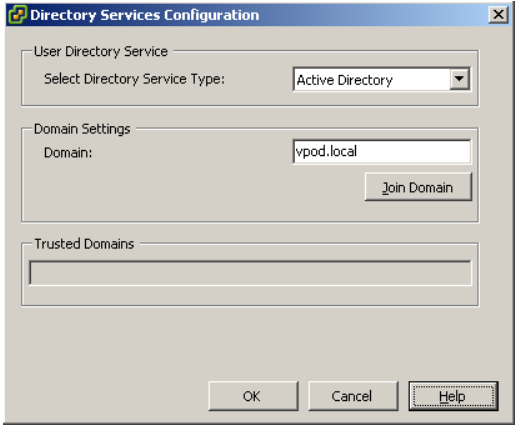 Directory Services Configuration
User Directory Service
Select Directory Service Type: Active Directory
Domain Settings
Domain: vpod.local
Join Domain
Trusted Domains
OK Cancel Help